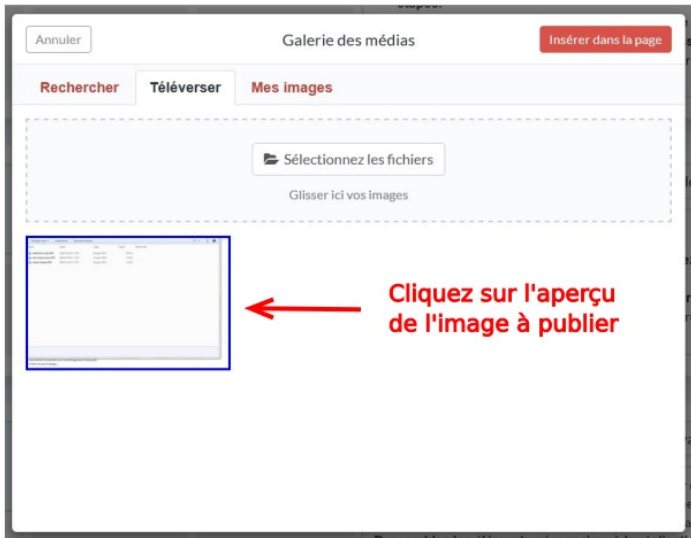 étapes.
Annuler
Galerie des médias
Insérer dans la page
Rechercher
Téléverser
Mes images
Sélectionnez les fichiers
Glisser ici vos images
Cliquez sur l'aperçu
de l'image à publier